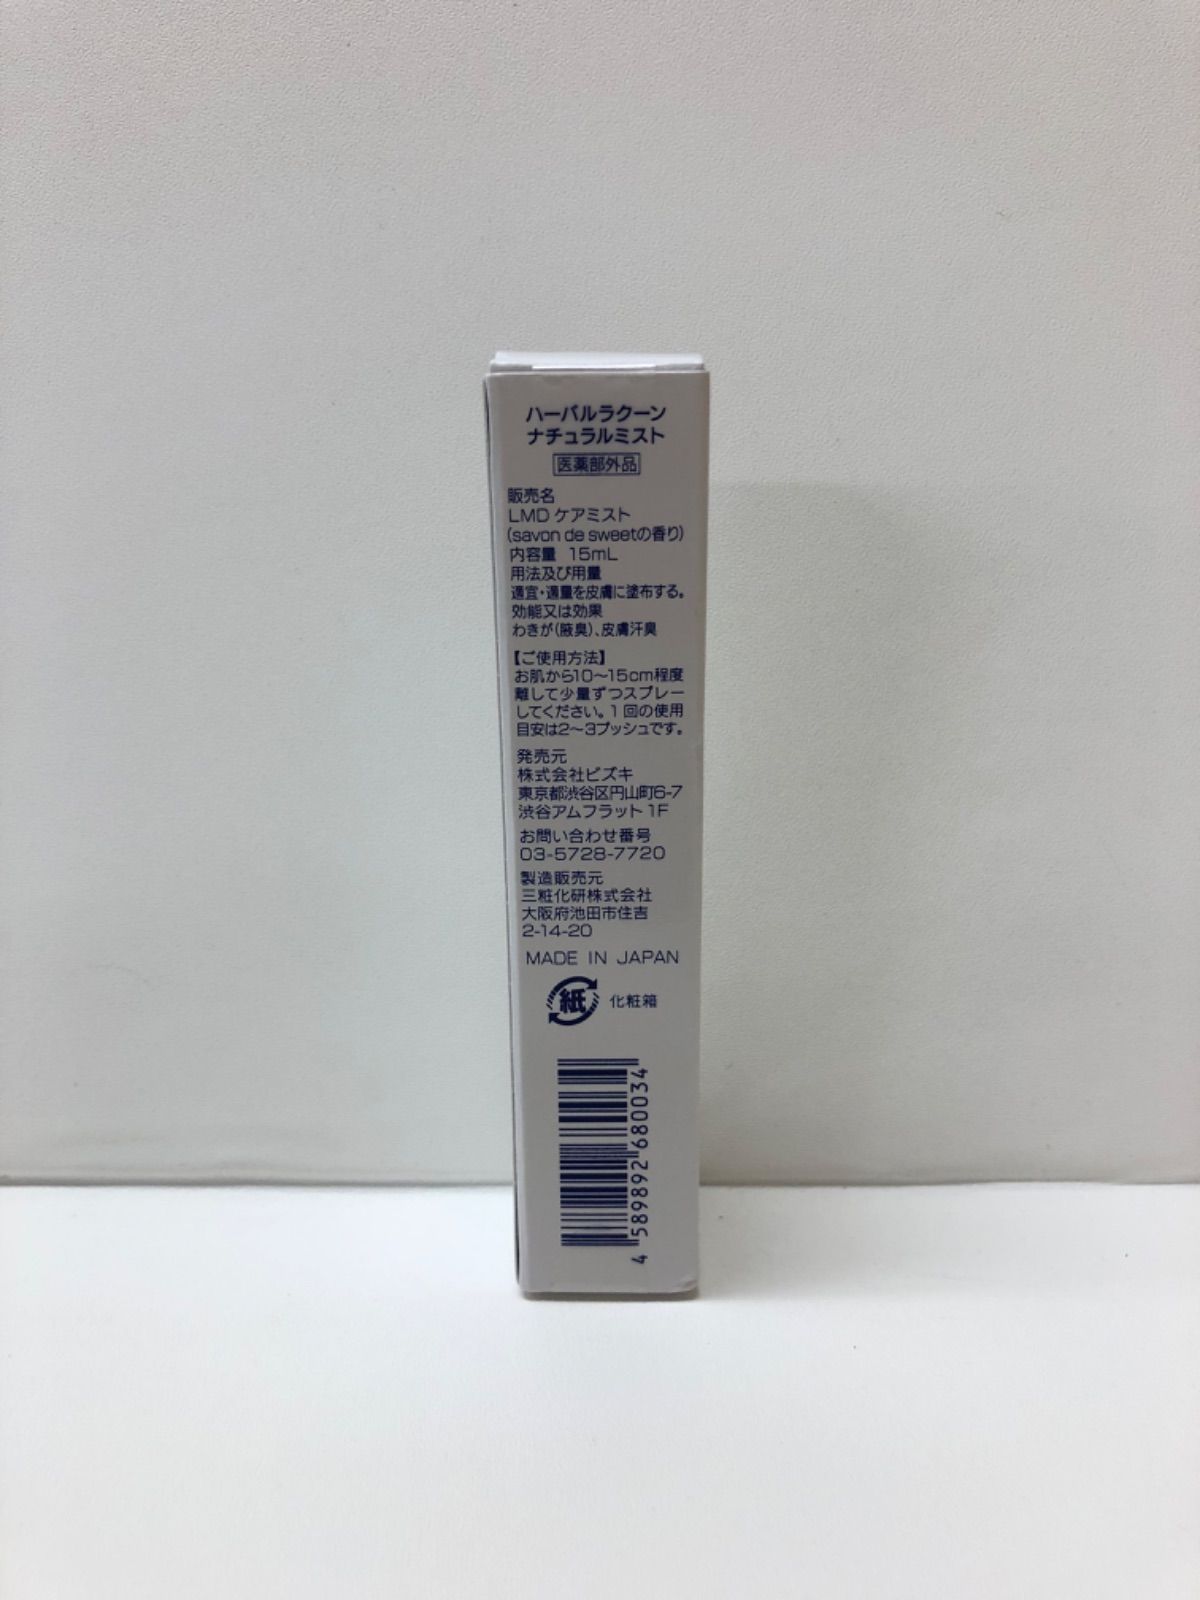 ハーバルラクーン
ナチュラルミスト
医薬部外品
販売名
LMD ケアミスト
(savon de sweetの香り)
内容量 15mL
用法及び用量
適宜・適量を皮膚に塗布する。
効能又は効果
わきが(腋臭)、皮膚汗臭
【ご使用方法】
お肌から10～15cm程度
離して少量ずつスプレー
してください。1回の使用
目安は2～3プッシュです。
発売元
株式会社ビズキ
東京都渋谷区円山町6-7
渋谷アムフラット1F
お問い合わせ番号
03-5728-7720
製造販売元
三粧化研株式会社
大阪府池田市住吉
2-14-20
MADE IN JAPAN
紙 化粧箱
4 589892 680034